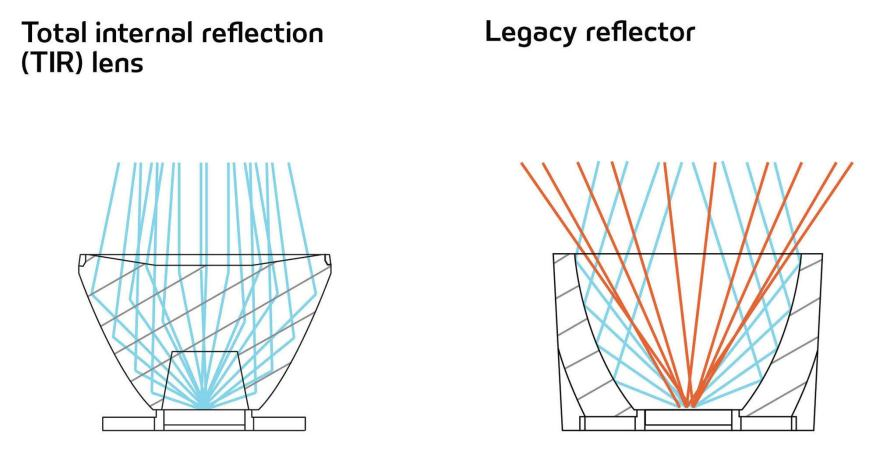 Total internal reflection
(TIR) lens
Legacy reflector